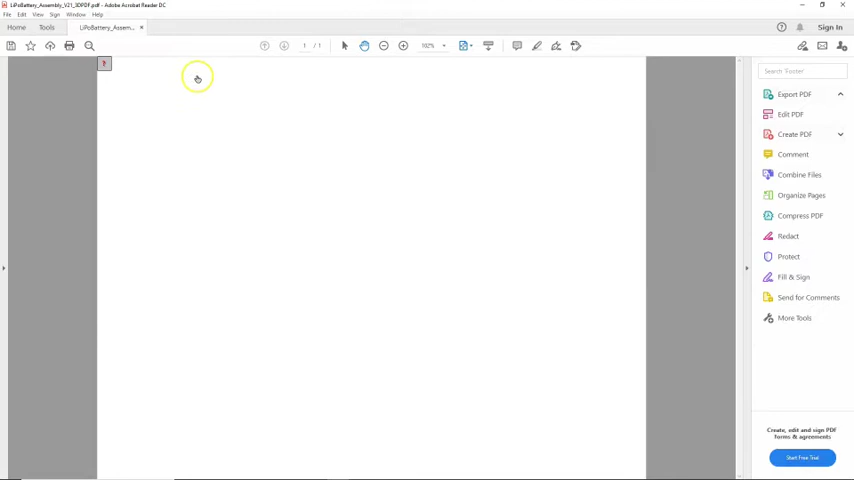 LiPoBattery_Assembly_V21_3DPDF.pdf - Adobe Acrobat Reader DC
File Edit View Sign Window Help
Home Tools LiPoBattery_Assem... Sign In
1 / 1 102%
?
Search 'Footer'
Export PDF
Edit PDF
Create PDF
Comment
Combine Files
Organize Pages
Compress PDF
Redact
Protect
Fill & Sign
Send for Comments
More Tools
Create, edit and sign PDF
forms & agreements
Start Free Trial